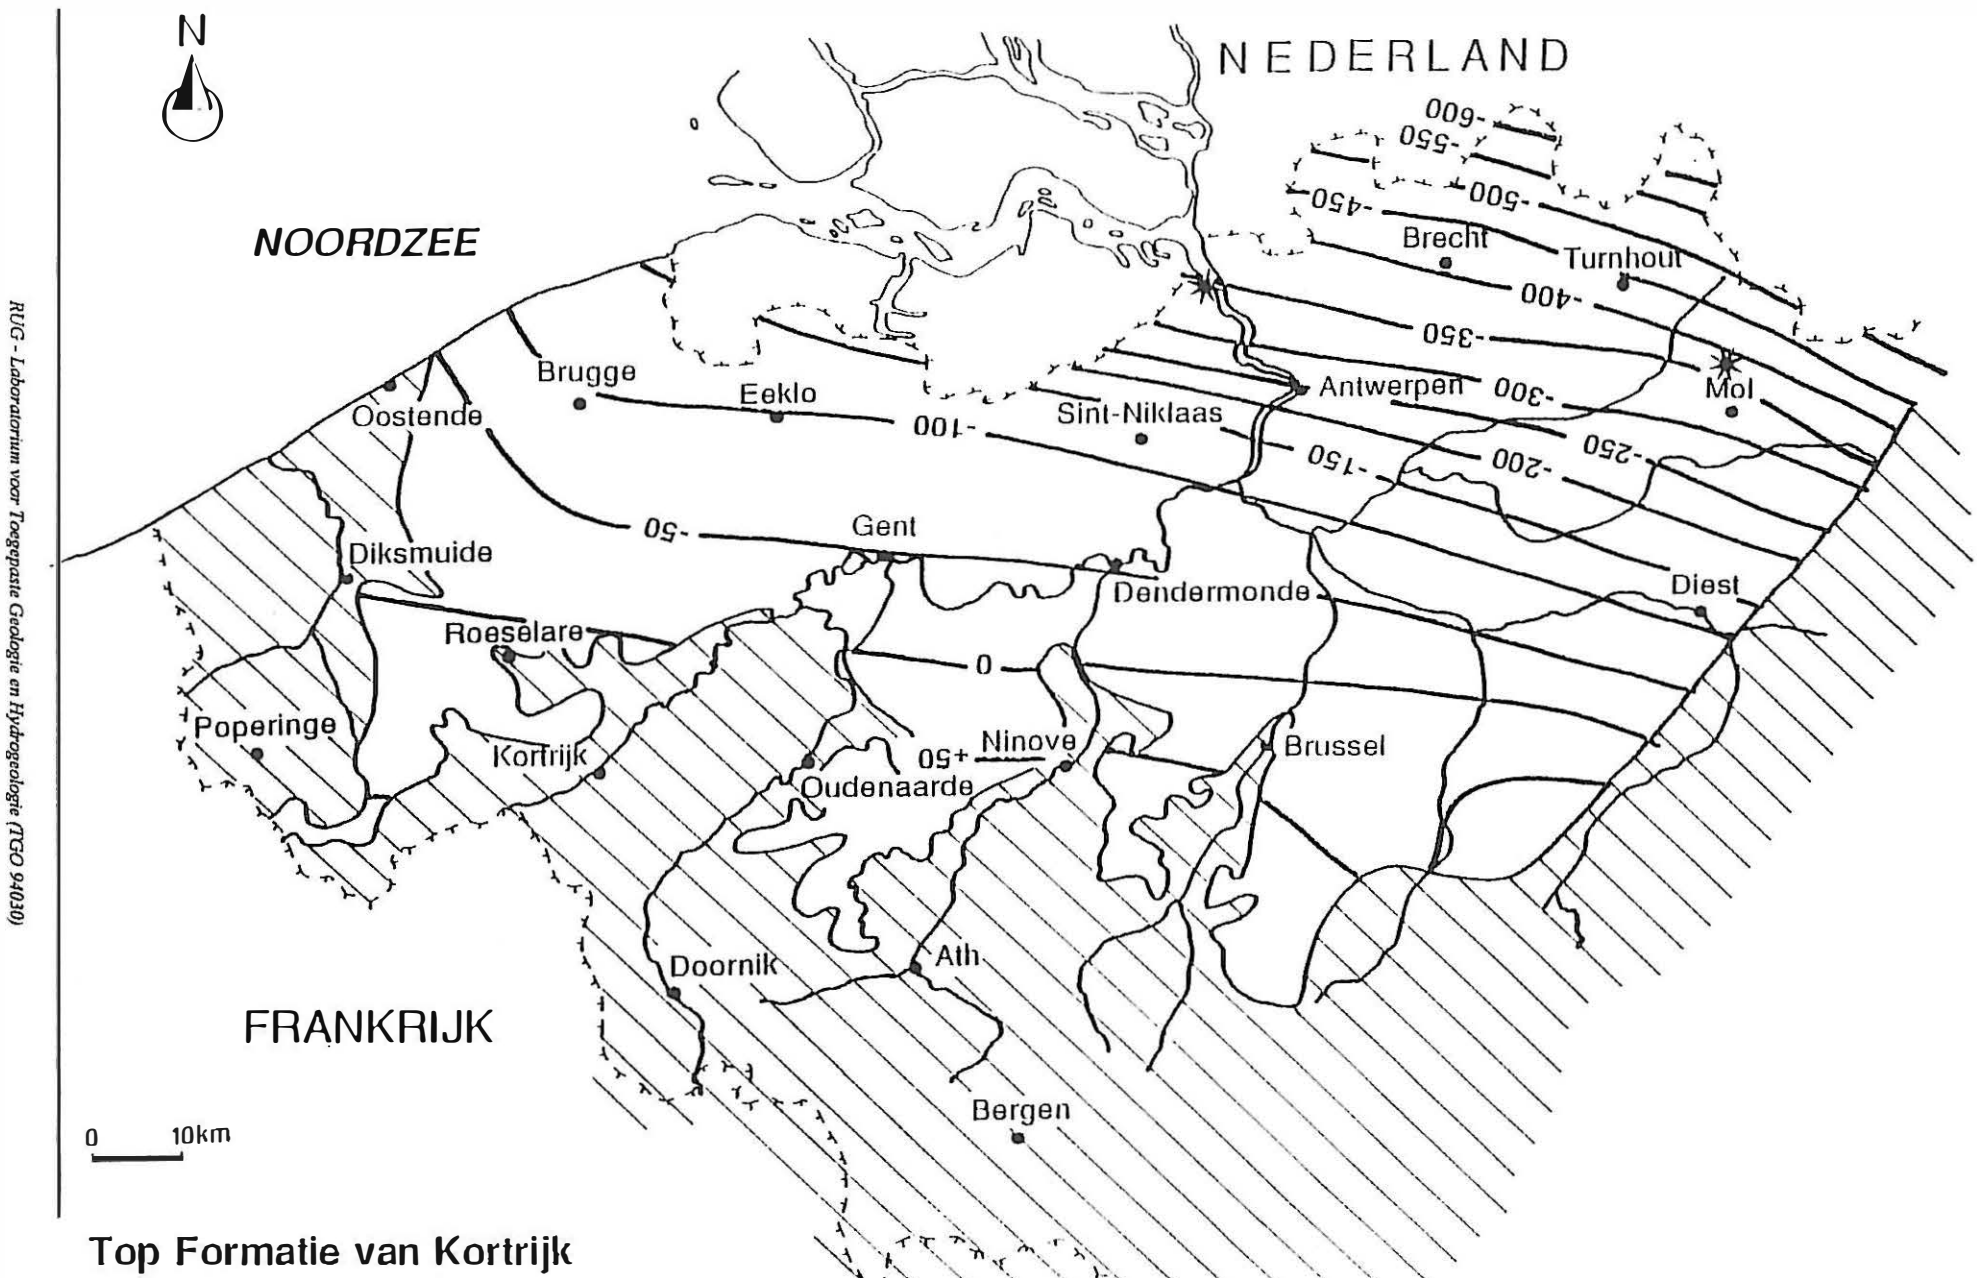 N
NEDERLAND
-600
-550
-500
-450
Brecht
Turnhout
NOORDZEE
-400
-350
Brugge
Eeklo
Antwerpen
-300
Mol
Oostende
-100
Sint-Niklaas
-250
-150
-200
-50
Gent
Diksmuide
Dendermonde
Diest
Roeselare
0
Poperinge
Kortrijk
+50
Ninove
Brussel
Oudenaarde
Doornik
Ath
FRANKRIJK
Bergen
0 10km
Top Formatie van Kortrijk
RUG - Laboratorium voor Toegepaste Geologie en Hydrogeologie (TGO 94030)